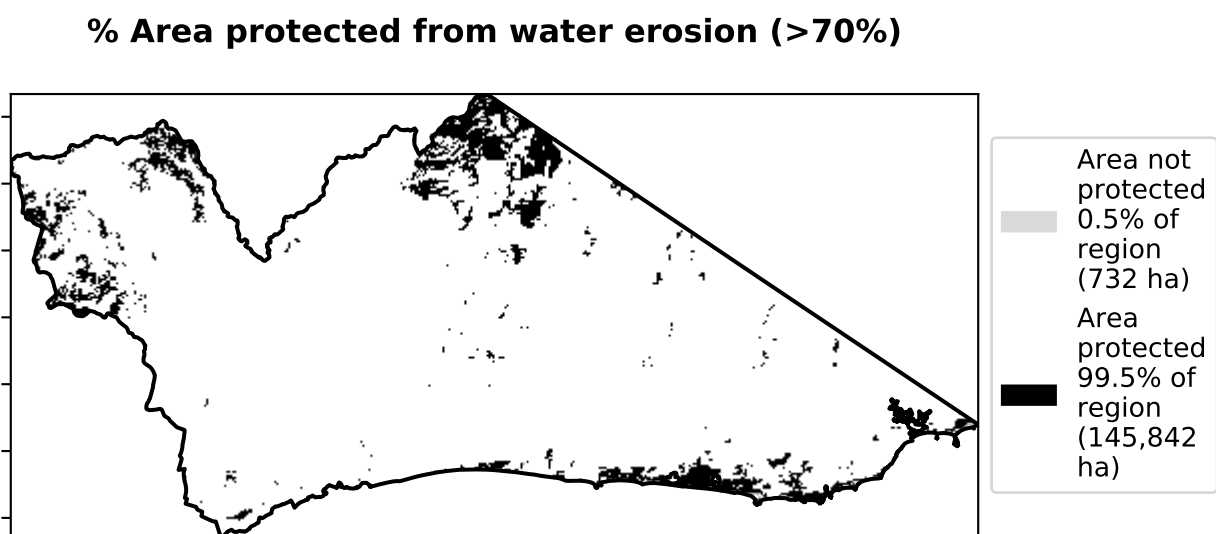 % Area protected from water erosion (>70%)
Area not
protected
0.5% of
region
(732 ha)
Area
protected
99.5% of
region
(145,842
ha)